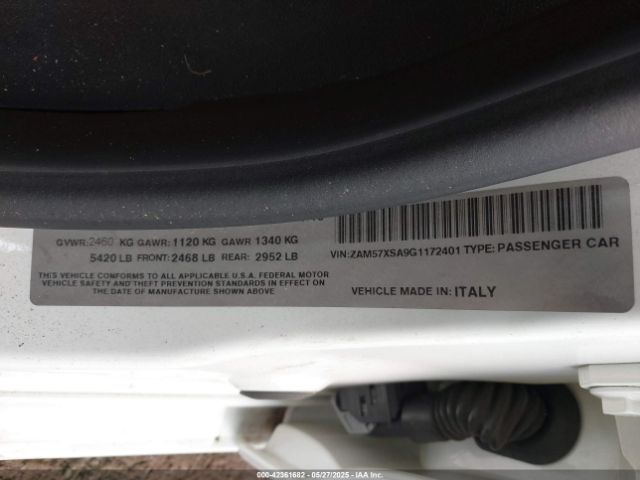 GVWR:2460 KG GAWR:1120 KG GAWR 1340 KG
5420 LB FRONT:2468 LB REAR: 2952 LB
THIS VEHICLE CONFORMS TO ALL APPLICABLE U.S.A. FEDERAL MOTOR
VEHICLE SAFETY AND THEFT PREVENTION STANDARDS IN EFFECT ON
THE DATE OF MANUFACTURE SHOWN ABOVE
VIN:ZAM57XSA9G1172401 TYPE: PASSENGER CAR
VEHICLE MADE IN: ITALY
000-42361682 - 05/27/2025 - IAA Inc.